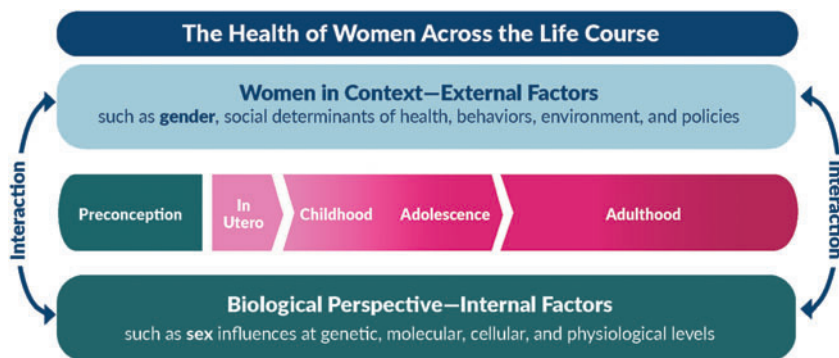 The Health of Women Across the Life Course
Women in Context—External Factors
such as gender, social determinants of health, behaviors, environment, and policies
Interaction
Preconception
In
Utero
Childhood
Adolescence
Adulthood
Interaction
Biological Perspective—Internal Factors
such as sex influences at genetic, molecular, cellular, and physiological levels